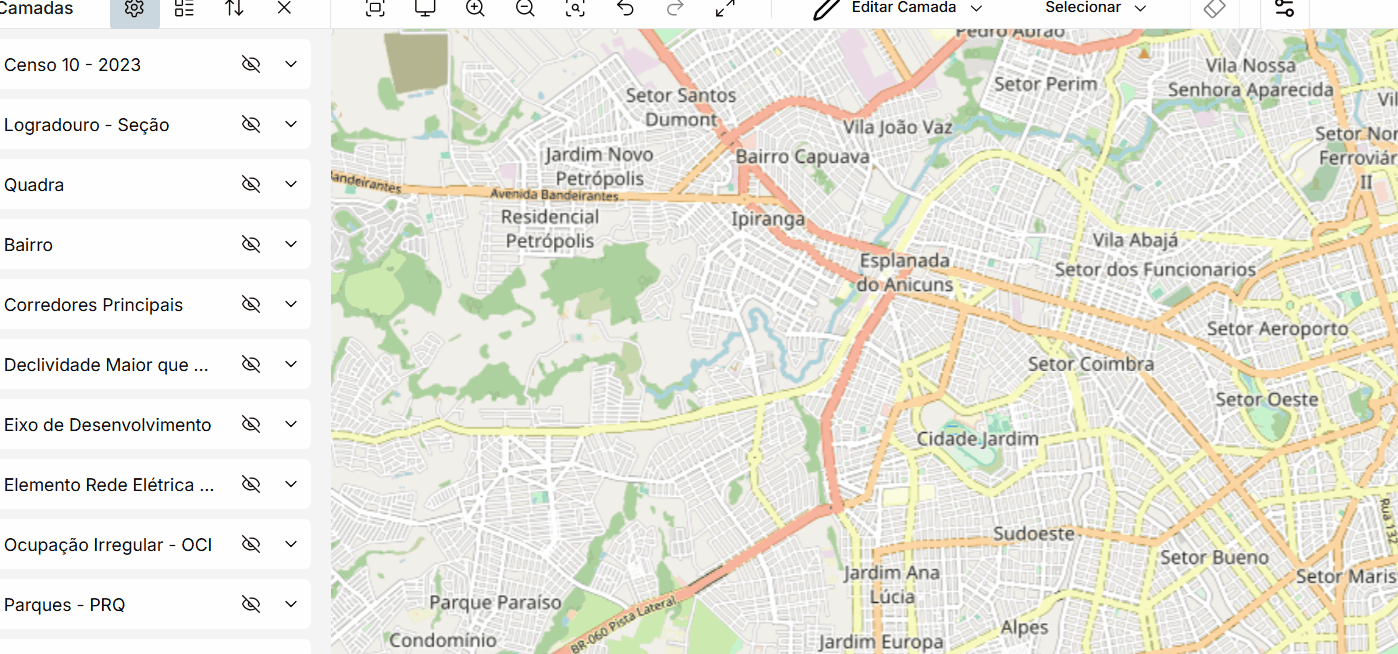 Camadas
Editar Camada
Selecionar
Censo 10 - 2023
Logradouro - Seção
Quadra
Bairro
Corredores Principais
Declividade Maior que ...
Eixo de Desenvolvimento
Elemento Rede Elétrica ...
Ocupação Irregular - OCI
Parques - PRQ
Pedro Abrão
Setor Perim
Vila Nossa
Senhora Aparecida
Setor Santos
Dumont
Vila João Vaz
Jardim Novo
Petrópolis
Bairro Capuava
Ferroviár
II
Bandeirantes
Avenida Bandeirantes
Residencial
Petrópolis
Ipiranga
Vila Abajá
Setor dos Funcionarios
Esplanada
do Anicuns
Setor Aeroporto
Setor Coimbra
Setor Oeste
Cidade Jardim
Rua 132
Sudoeste
Setor Bueno
Setor Maris
Jardim Ana
Lúcia
Parque Paraíso
BR-060 Pista Lateral
Condomínio
Jardim Europa
Alpes